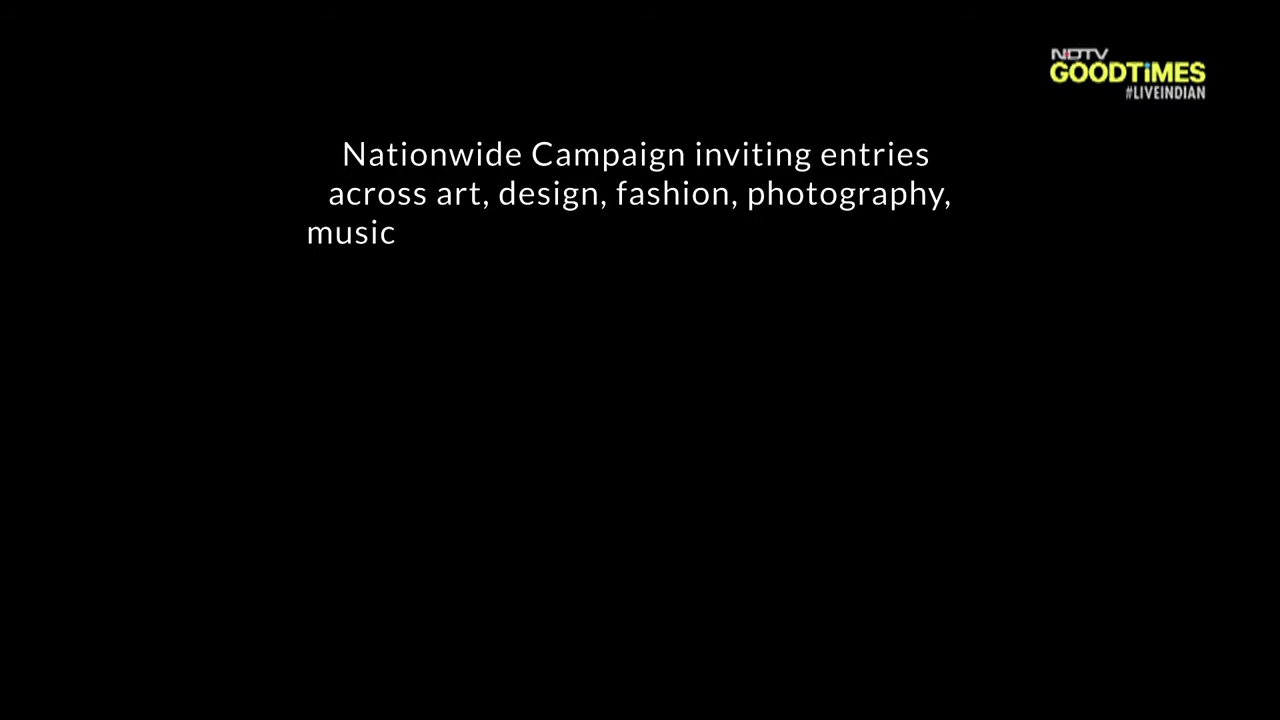 NDTV
GOODTiMES
#LIVEINDIAN
Nationwide Campaign inviting entries
across art, design, fashion, photography,
music